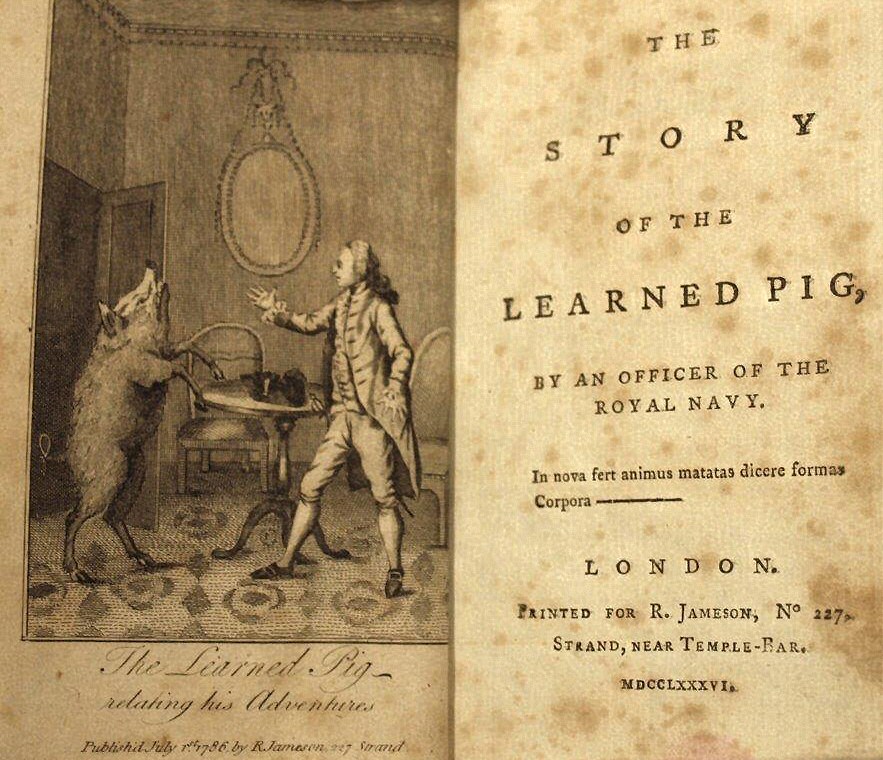 The Learned Pig
relating his Adventures
Publish'd July 1st. 1786. by R. Jameson. 227 Strand
THE
STORY
OF THE
LEARNED PIG,
BY AN OFFICER OF THE
ROYAL NAVY.
In nova fert animus matatas dicere formas
Corpora ————
LONDON.
PRINTED FOR R. JAMESON, No 227,
STRAND, NEAR TEMPLE-BAR.
MDCCLXXXVI.